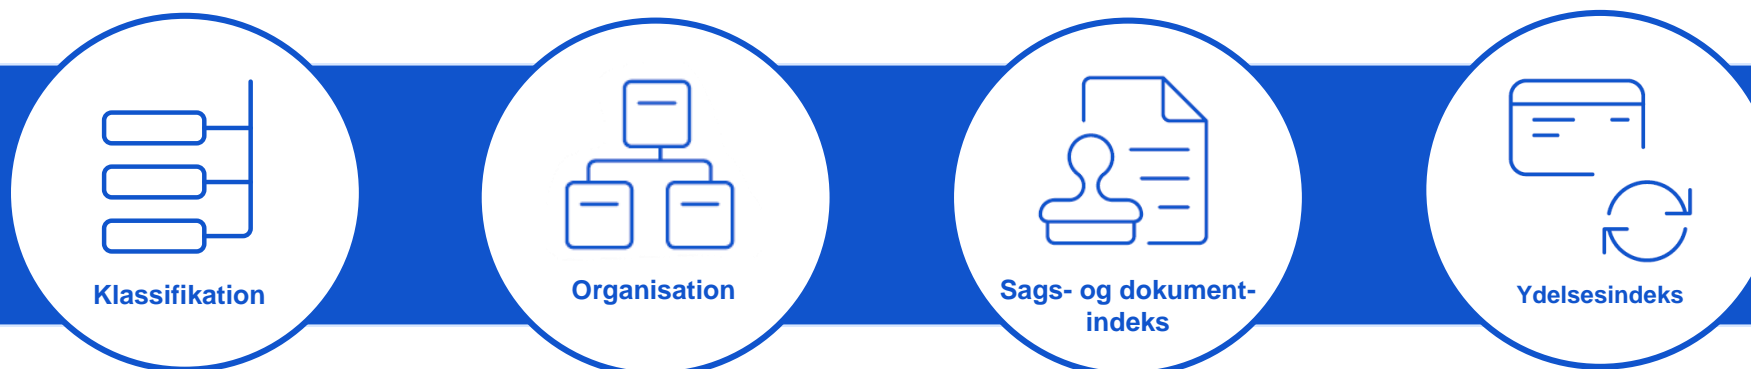 Klassifikation
Organisation
Sags- og dokument-
indeks
Ydelsesindeks